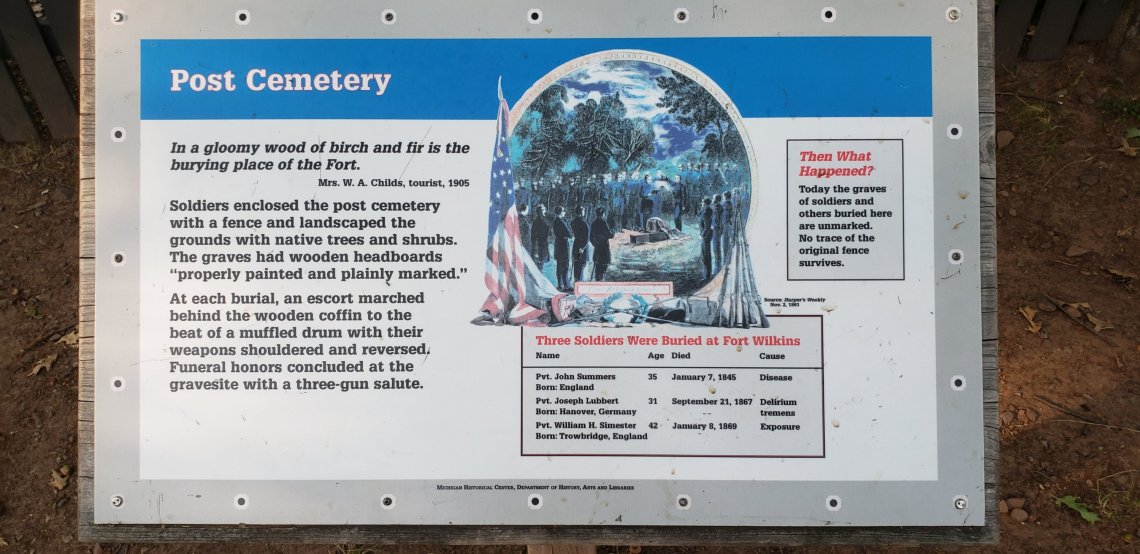 Post Cemetery
In a gloomy wood of birch and fir is the
burying place of the Fort.
Mrs. W. A. Childs, tourist, 1905
Soldiers enclosed the post cemetery
with a fence and landscaped the
grounds with native trees and shrubs.
The graves had wooden headboards
“properly painted and plainly marked.”
At each burial, an escort marched
behind the wooden coffin to the
beat of a muffled drum with their
weapons shouldered and reversed.
Funeral honors concluded at the
gravesite with a three-gun salute.
Then What
Happened?
Today the graves
of soldiers and
others buried here
are unmarked.
No trace of the
original fence
survives.
Source: Harper's Weekly
Nov. 2, 1861
Three Soldiers Were Buried at Fort Wilkins
Name Age Died Cause
Pvt. John Summers 35 January 7, 1845 Disease
Born: England
Pvt. Joseph Lubbert 31 September 21, 1867 Delirium
Born: Hanover, Germany tremens
Pvt. William H. Simester 42 January 8, 1869 Exposure
Born: Trowbridge, England
Michigan Historical Center, Department of History, Arts and Libraries